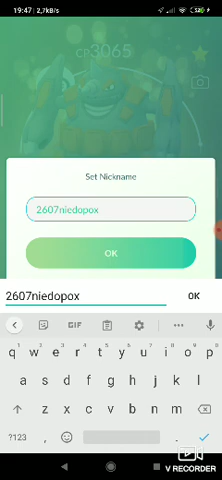 19:47 | 2,7kB/s
CP3065
Set Nickname
2607niedopox
OK
2607niedopox OK
GIF
q w e r t y u i o p
a s d f g h j k l
z x c v b n m
?123 , .
V RECORDER